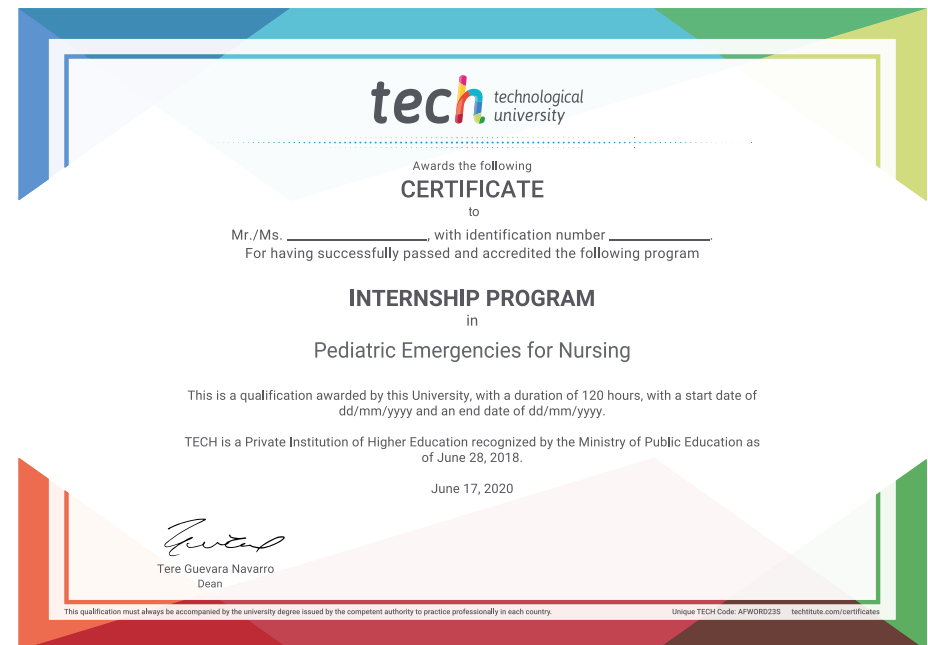 tech technological
university
Awards the following
CERTIFICATE
to
Mr./Ms. ____________________, with identification number ______________.
For having successfully passed and accredited the following program
INTERNSHIP PROGRAM
in
Pediatric Emergencies for Nursing
This is a qualification awarded by this University, with a duration of 120 hours, with a start date of
dd/mm/yyyy and an end date of dd/mm/yyyy.
TECH is a Private Institution of Higher Education recognized by the Ministry of Public Education as
of June 28, 2018.
June 17, 2020
Tere Guevara Navarro
Dean
This qualification must always be accompanied by the university degree issued by the competent authority to practice professionally in each country.
Unique TECH Code: AFWORD23S techtitute.com/certificates